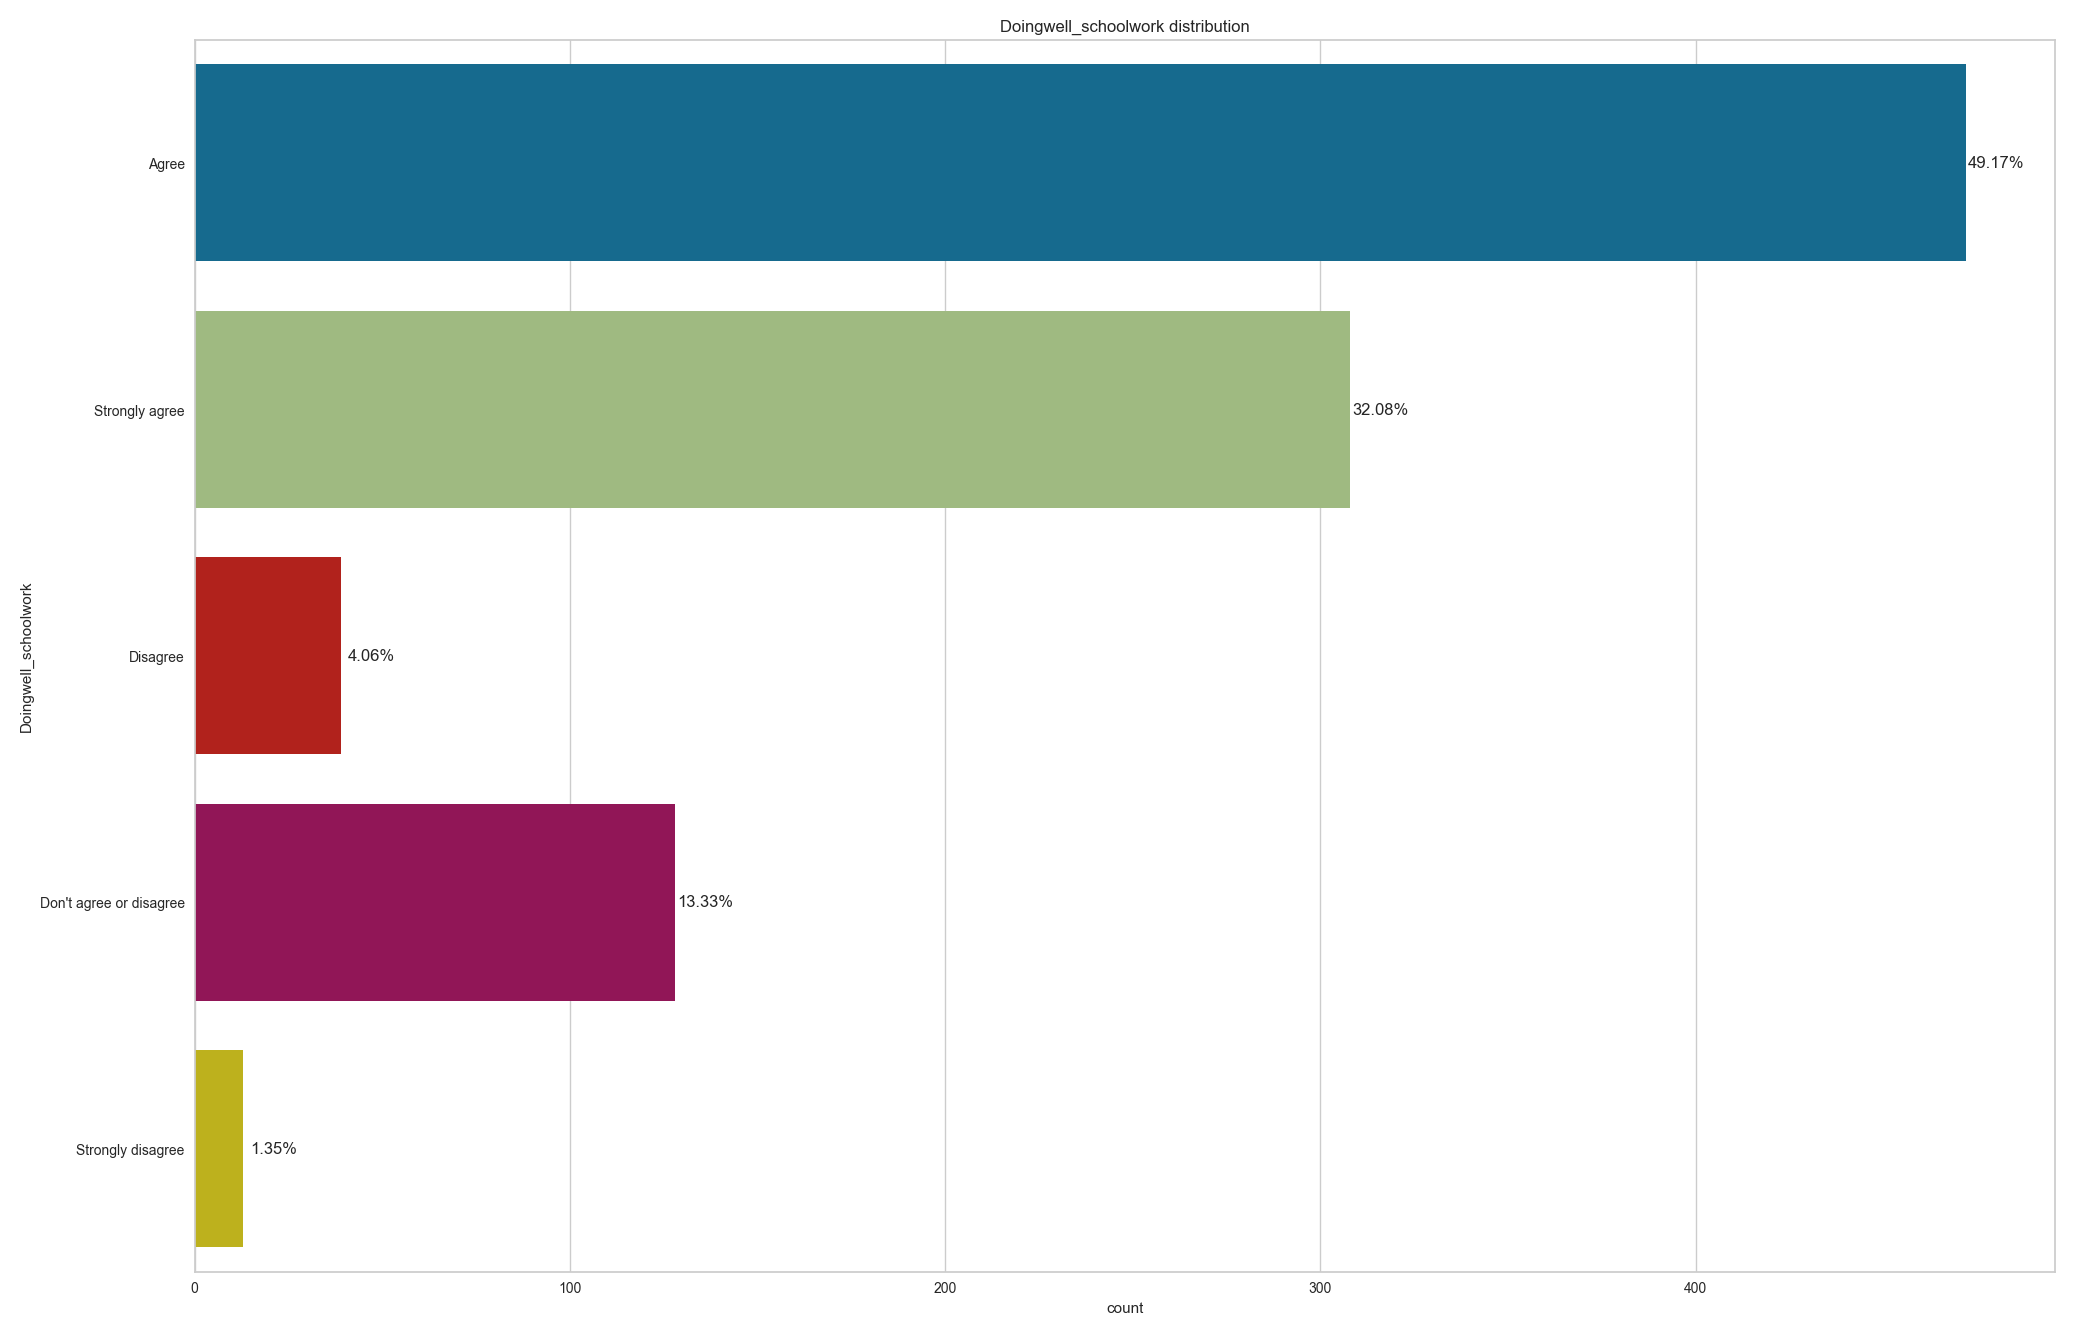 Doingwell_schoolwork distribution
Agree
49.17%
Strongly agree
32.08%
Disagree
4.06%
Doingwell_schoolwork
Don't agree or disagree
13.33%
Strongly disagree
1.35%
0 100 200 300 400
count